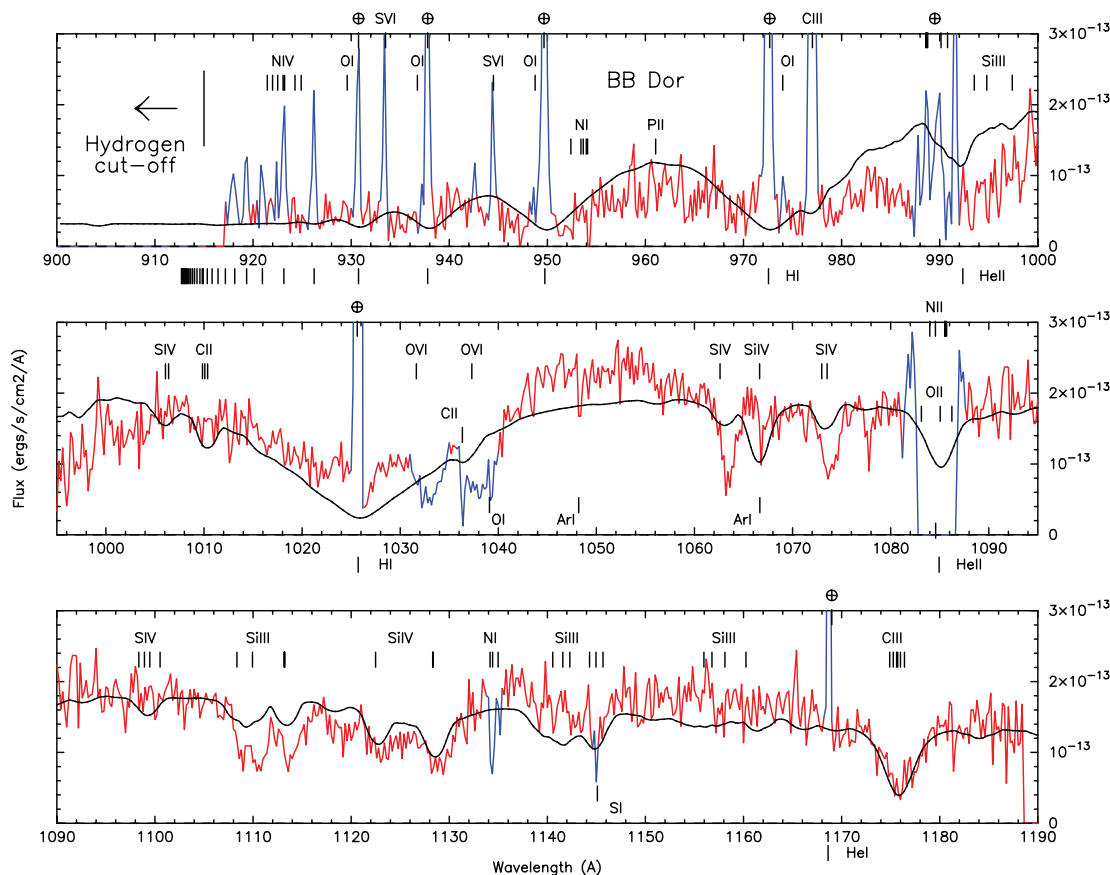 ⊕ SVI ⊕ ⊕ ⊕ CIII ⊕
3×10⁻¹³
NIV OI OI SVI OI BB Dor OI SiIII
2×10⁻¹³
Hydrogen
cut-off
NI PII
10⁻¹³
0
900 910 920 930 940 950 960 970 980 990 1000
HI HeII
⊕ NII
3×10⁻¹³
SIV CII OVI OVI SIV SiIV SIV
OII
2×10⁻¹³
CII
10⁻¹³
OI ArI ArI
0
Flux (ergs/s/cm2/A)
1000 1010 1020 1030 1040 1050 1060 1070 1080 1090
HI HeII
⊕
3×10⁻¹³
SIV SiIII SiIV NI SiIII SiIII CIII
2×10⁻¹³
10⁻¹³
SI
0
1090 1100 1110 1120 1130 1140 1150 1160 1170 1180 1190
Wavelength (A) HeI